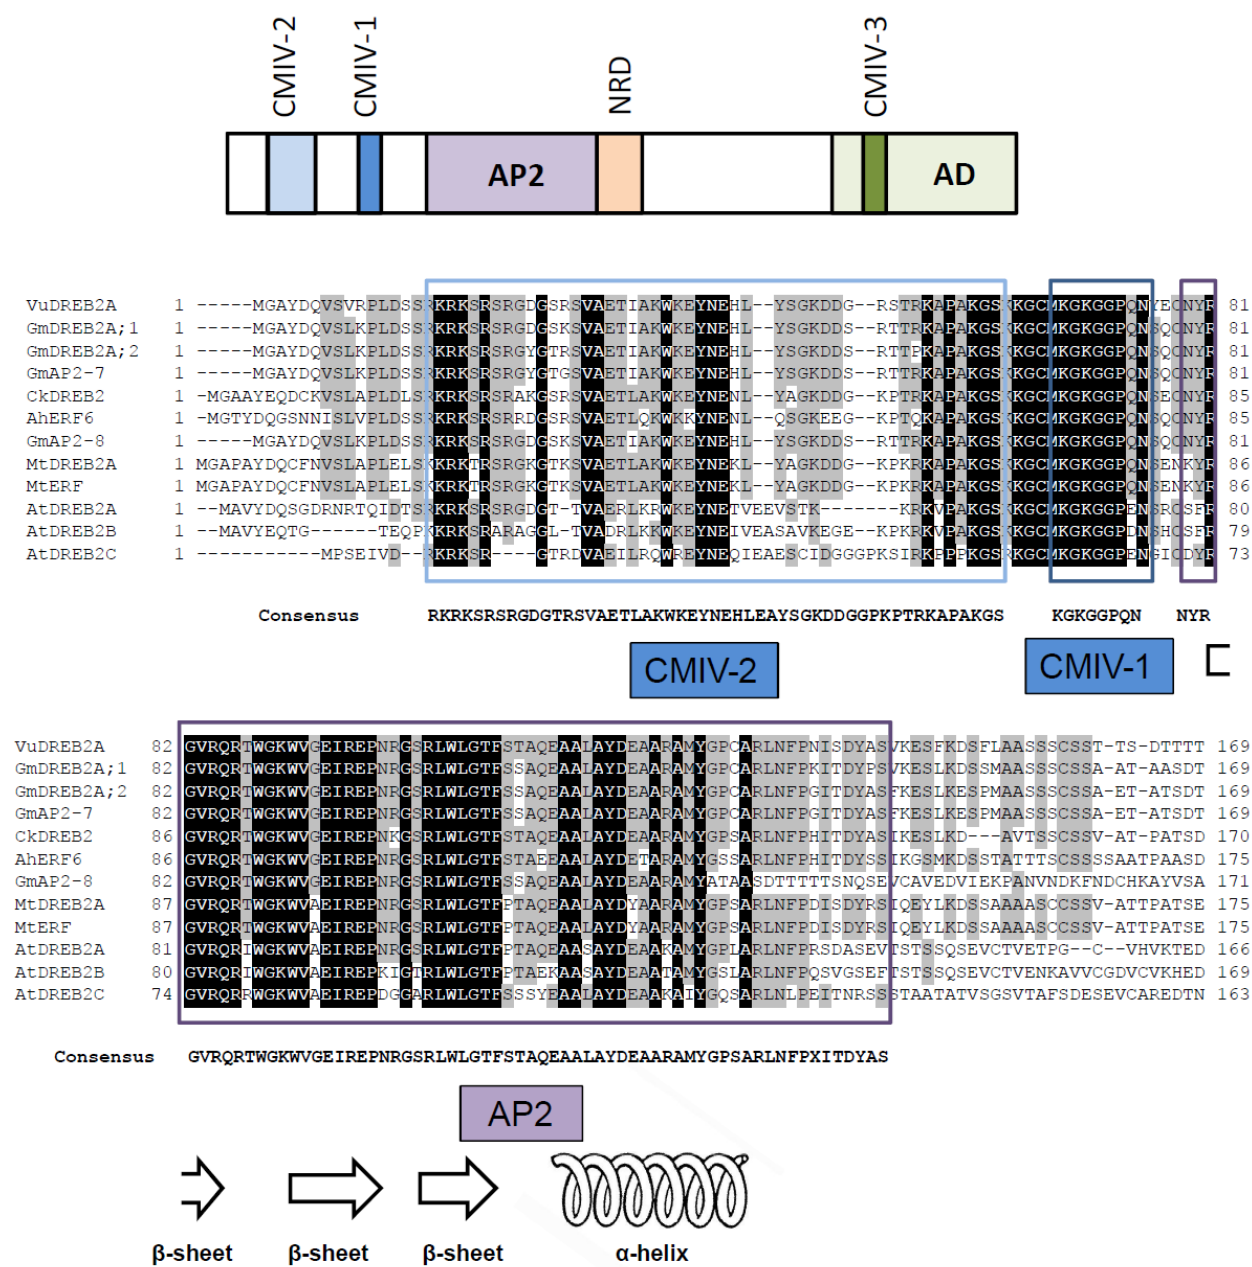 CMIV-2
CMIV-1
NRD
CMIV-3
AP2
AD
VuDREB2A 1 -----MGAYDQVSVRPLDSSRKRKSRSRGDGSRSVAETIAKWKEYNEHL--YSGKDDG--RSTRKAPAKGSKKGCMKGKGGPQNYECNYR 81
GmDREB2A;1 1 -----MGAYDQVSLKPLDSSRKRKSRSRGDGSKSVAETIAKWKEYNEHL--YSGKDDS--RTTRKAPAKGSKKGCMKGKGGPQNSQCNYR 81
GmDREB2A;2 1 -----MGAYDQVSLKPLDSSRKRKSRSRGYGTRSVAETIAKWKEYNEHL--YSGKDDS--RTTPKAPAKGSKKGCMKGKGGPQNSQCNYR 81
GmAP2-7 1 -----MGAYDQVSLKPLDSSRKRKSRSRGYGTGSVAETIAKWKEYNEHL--YSGKDDS--RTTRKAPAKGSKKGCMKGKGGPQNSQCNYR 81
CkDREB2 1 -MGAAYEQDCKVSLAPLDLSRKRKSRSRAKGSRSVAETLAKWKEYNENL--YAGKDDG--KPTRKAPAKGSKKGCMKGKGGPQNSECNYR 85
AhERF6 1 -MGTYDQGSNNISLVPLDSSRKRKSRSRRDGSRSVAETLQKWKKYNENL--QSGKEEG--KPTQKAPAKGSKKGCMKGKGGPQNSQCNYR 85
GmAP2-8 1 -----MGAYDQVSLKPLDSSRKRKSRSRGDGSKSVAETIAKWKEYNEHL--YSGKDDS--RTTRKAPAKGSKKGCMKGKGGPQNSQCNYR 81
MtDREB2A 1 MGAPAYDQCFNVSLAPLELSKKRKTRSRGKGTKSVAETLAKWKEYNEKL--YAGKDDG--KPKRKAPAKGSKKGCMKGKGGPQNSENKYR 86
MtERF 1 MGAPAYDQCFNVSLAPLELSKKRKTRSRGKGTKSVAETLAKWKEYNEKL--YAGKDDG--KPKRKAPAKGSKKGCMKGKGGPQNSENKYR 86
AtDREB2A 1 --MAVYDQSGDRNRTQIDTSRKRKSRSRGDGT-TVAERLKRWKEYNETVEEVSTK-------KRKVPAKGSKKGCMKGKGGPENSRCSFR 80
AtDREB2B 1 --MAVYEQTG------TEQPKKRKSRARAGGL-TVADRLKKWKEYNEIVEASAVKEGE--KPKRKVPAKGSKKGCMKGKGGPDNSHCSFR 79
AtDREB2C 1 -----------MPSEIVD--RKRKSR----GTRDVAEILRQWREYNEQIEAESCIDGGGPKSIRKPPPKGSRKGCMKGKGGPENGICDYR 73
Consensus RKRKSRSRGDGTRSVAETLAKWKEYNEHLEAYSGKDDGGPKPTRKAPAKGS KGKGGPQN NYR
CMIV-2
CMIV-1
VuDREB2A 82 GVRQRTWGKWVGEIREPNRGSRLWLGTFSTAQEAALAYDEAARAMYGPCARLNFPNISDYASVKESFKDSFLAASSSCSST-TS-DTTTT 169
GmDREB2A;1 82 GVRQRTWGKWVGEIREPNRGSRLWLGTFSSAQEAALAYDEAARAMYGPCARLNFPKITDYPSVKESLKDSSMAASSSCSSA-AT-AASDT 169
GmDREB2A;2 82 GVRQRTWGKWVGEIREPNRGSRLWLGTFSSAQEAALAYDEAARAMYGPCARLNFPGITDYASFKESLKESPMAASSSCSSA-ET-ATSDT 169
GmAP2-7 82 GVRQRTWGKWVGEIREPNRGSRLWLGTFSSAQEAALAYDEAARAMYGPCARLNFPGITDYASFKESLKESPMAASSSCSSA-ET-ATSDT 169
CkDREB2 86 GVRQRTWGKWVGEIREPNKGSRLWLGTFSTAQEAALAYDEAARAMYGPSARLNFPHITDYASIKESLKD---AVTSSCSSV-AT-PATSD 170
AhERF6 86 GVRQRTWGKWVGEIREPNRGSRLWLGTFSTAEEAALAYDETARAMYGSSARLNFPHITDYSSIKGSMKDSSTATTTSCSSSSAATPAASD 175
GmAP2-8 82 GVRQRTWGKWVGEIREPNRGSRLWLGTFSSAQEAALAYDEAARAMYATAASDTTTTTSNQSEVCAVEDVIEKPANVNDKFNDCHKAYVSA 171
MtDREB2A 87 GVRQRTWGKWVAEIREPNRGSRLWLGTFPTAQEAALAYDYAARAMYGPSARLNFPDISDYRSIQEYLKDSSAAAASCCSSV-ATTPATSE 175
MtERF 87 GVRQRTWGKWVAEIREPNRGSRLWLGTFPTAQEAALAYDYAARAMYGPSARLNFPDISDYRSIQEYLKDSSAAAASCCSSV-ATTPATSE 175
AtDREB2A 81 GVRQRIWGKWVAEIREPNRGSRLWLGTFPTAQEAASAYDEAAKAMYGPLARLNFPRSDASEVTSTSSQSEVCTVETPG--C--VHVKTED 166
AtDREB2B 80 GVRQRIWGKWVAEIREPKIGTRLWLGTFPTAEKAASAYDEAATAMYGSLARLNFPQSVGSEFTSTSSQSEVCTVENKAVVCGDVCVKHED 169
AtDREB2C 74 GVRQRRWGKWVAEIREPDGGARLWLGTFSSSYEAALAYDEAAKAIYGQSARLNLPEITNRSSSTAATATVSGSVTAFSDESEVCAREDTN 163
Consensus GVRQRTWGKWVGEIREPNRGSRLWLGTFSTAQEAALAYDEAARAMYGPSARLNFPXITDYAS
AP2
β-sheet β-sheet β-sheet α-helix